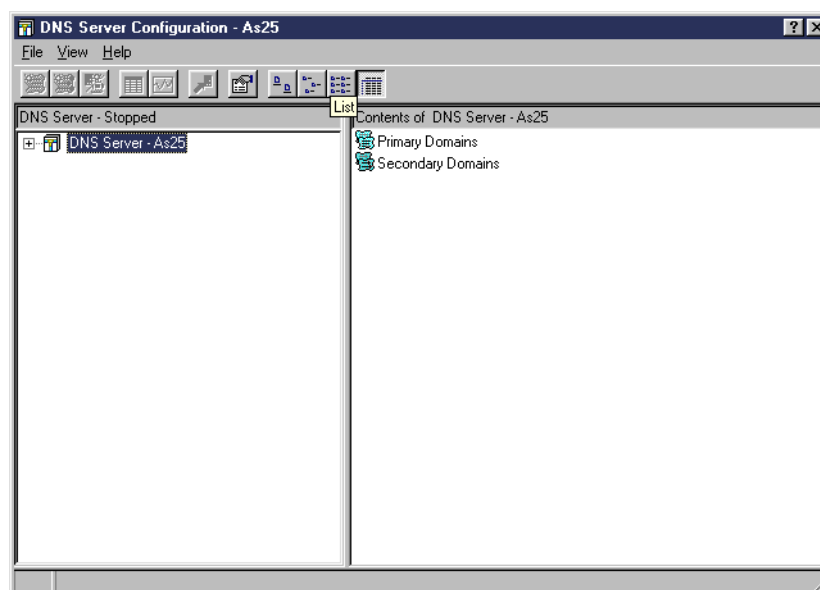 DNS Server Configuration - As25
File View Help
List
DNS Server - Stopped
Contents of DNS Server - As25
DNS Server - As25
Primary Domains
Secondary Domains